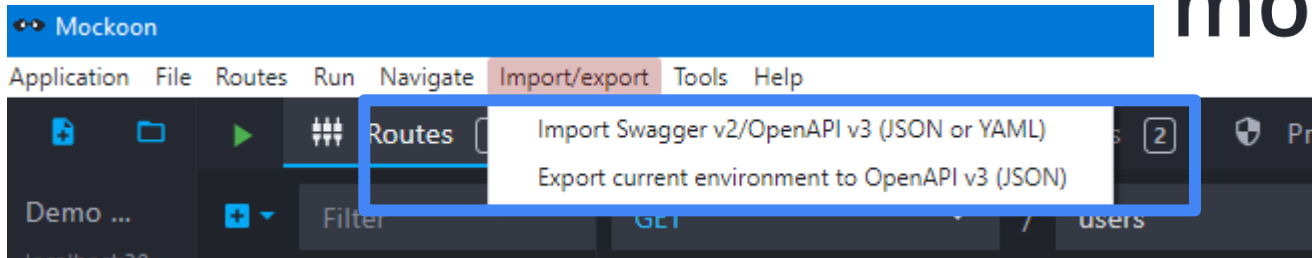 mo
Mockoon
Application File Routes Run Navigate Import/export Tools Help
Routes
Import Swagger v2/OpenAPI v3 (JSON or YAML)
s 2 Pr
Export current environment to OpenAPI v3 (JSON)
Demo ...
Filter
GET
/ users